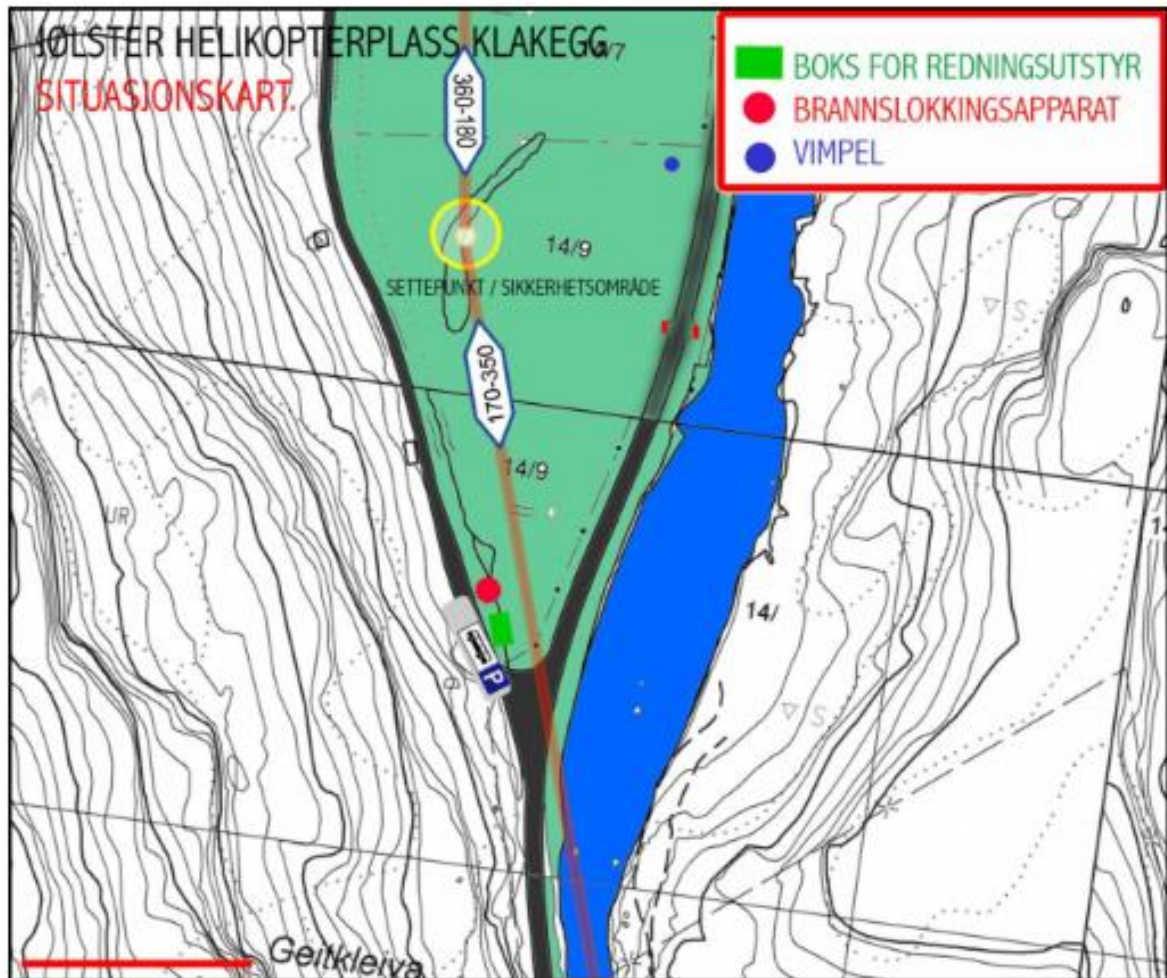 JØLSTER HELIKOPTERPLASS KLAKEGG
SITUASJONSKART.
BOKS FOR REDNINGSUTSTYR
BRANNSLOKKINGSAPPARAT
VIMPEL
360-180
14/9
SETTEPUNKT / SIKKERHETSOMRÅDE
S
170-350
14/9
UR
14/
P
S
Geitkleiva